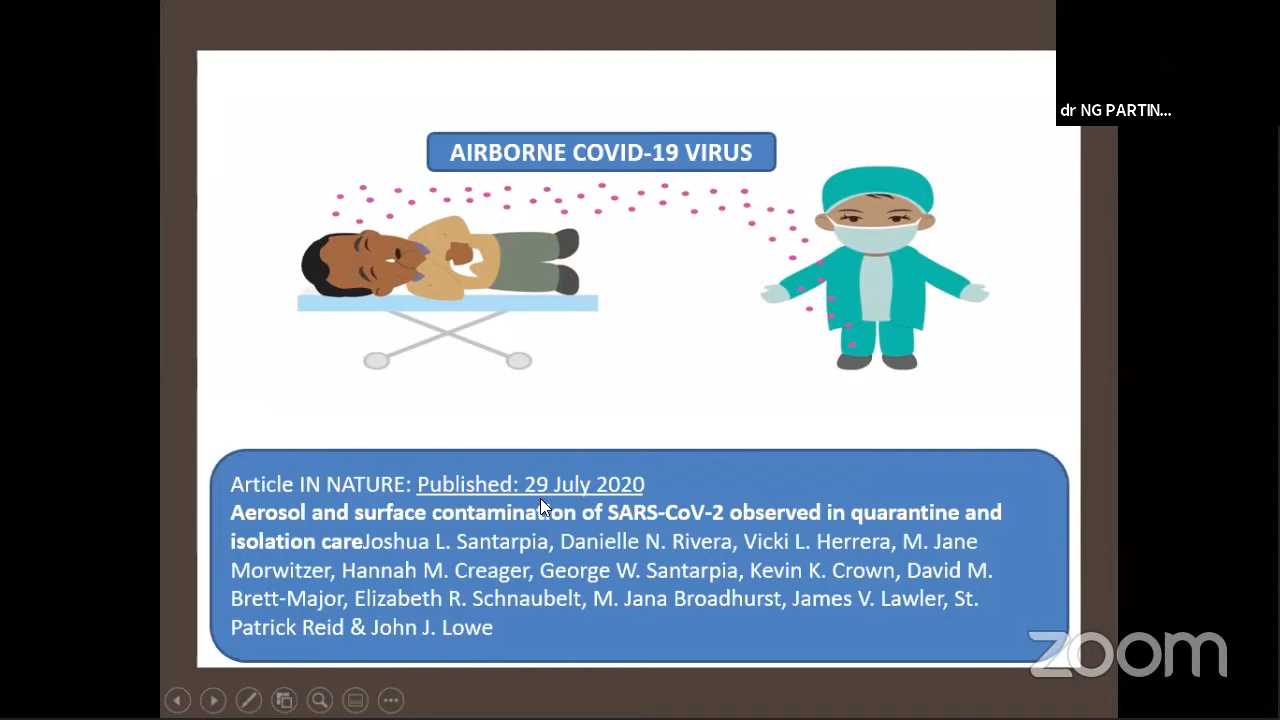 dr NG PARTIN...
AIRBORNE COVID-19 VIRUS
Article IN NATURE: Published: 29 July 2020
Aerosol and surface contamination of SARS-CoV-2 observed in quarantine and
isolation careJoshua L. Santarpia, Danielle N. Rivera, Vicki L. Herrera, M. Jane
Morwitzer, Hannah M. Creager, George W. Santarpia, Kevin K. Crown, David M.
Brett-Major, Elizabeth R. Schnaubelt, M. Jana Broadhurst, James V. Lawler, St.
Patrick Reid & John J. Lowe
zoom